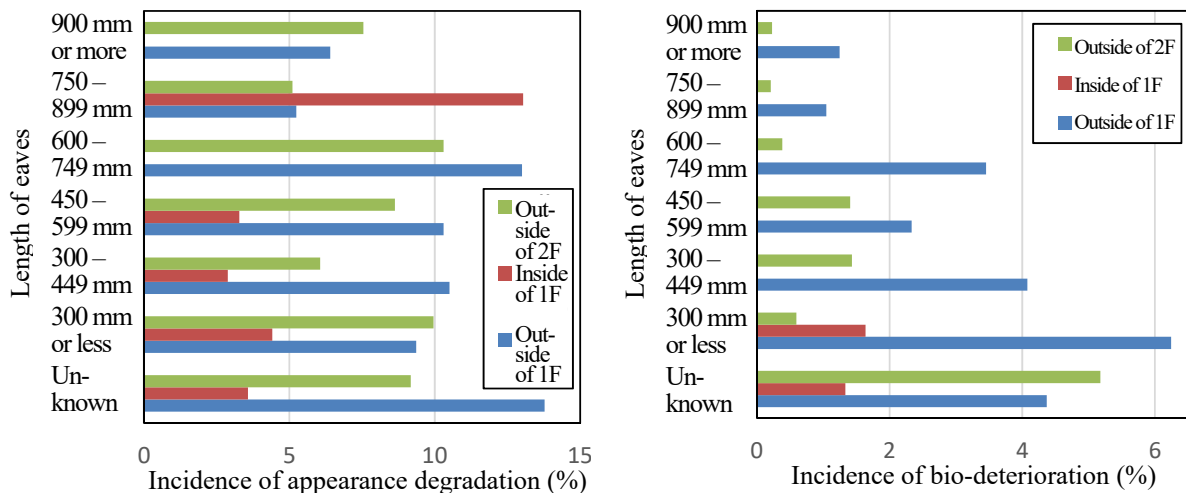 Length of eaves
900 mm
or more
750 –
899 mm
600 –
749 mm
450 –
599 mm
300 –
449 mm
300 mm
or less
Un-
known
0 5 10 15
Incidence of appearance degradation (%)
Out-
side
of 2F
Inside
of 1F
Out-
side
of 1F
Length of eaves
900 mm
or more
750 –
899 mm
600 –
749 mm
450 –
599 mm
300 –
449 mm
300 mm
or less
Un-
known
0 2 4 6
Incidence of bio-deterioration (%)
Outside of 2F
Inside of 1F
Outside of 1F